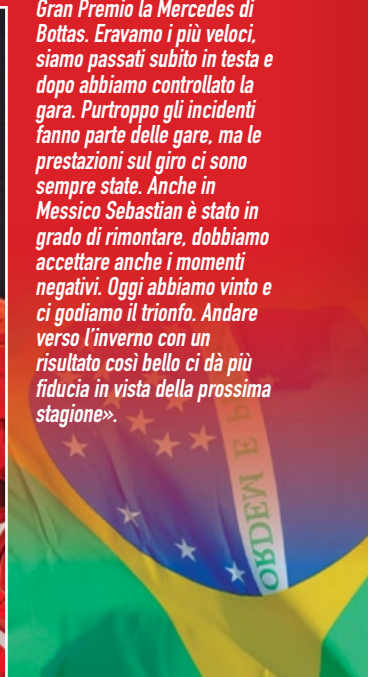 Gran Premio la Mercedes di
Bottas. Eravamo i più veloci,
siamo passati subito in testa e
dopo abbiamo controllato la
gara. Purtroppo gli incidenti
fanno parte delle gare, ma le
prestazioni sul giro ci sono
sempre state. Anche in
Messico Sebastian è stato in
grado di rimontare, dobbiamo
accettare anche i momenti
negativi. Oggi abbiamo vinto e
ci godiamo il trionfo. Andare
verso l'inverno con un
risultato così bello ci dà più
fiducia in vista della prossima
stagione».
ORDEM E P